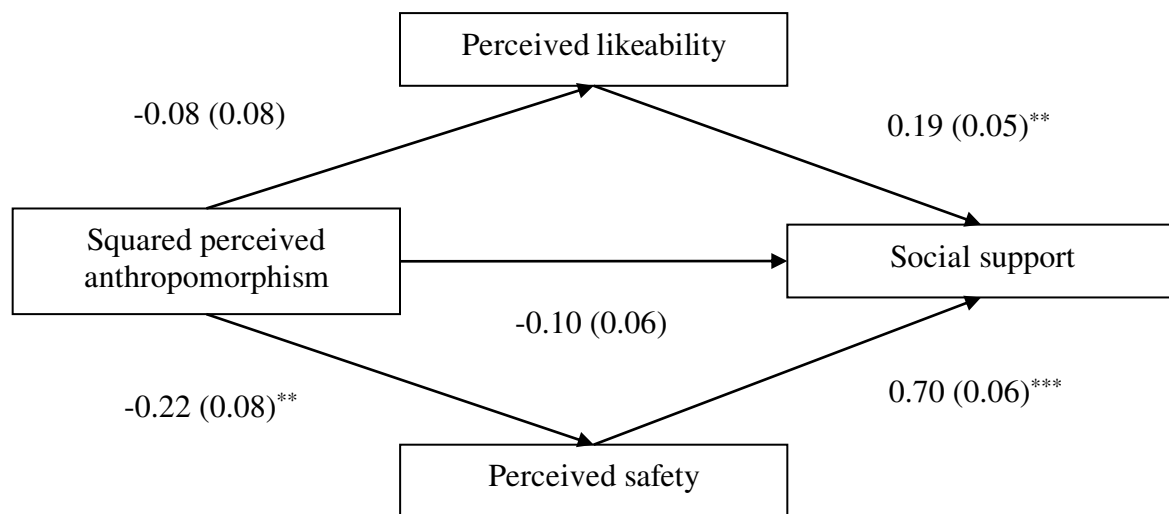 Perceived likeability
-0.08 (0.08)
0.19 (0.05)**
Squared perceived
anthropomorphism
Social support
-0.10 (0.06)
-0.22 (0.08)**
0.70 (0.06)***
Perceived safety